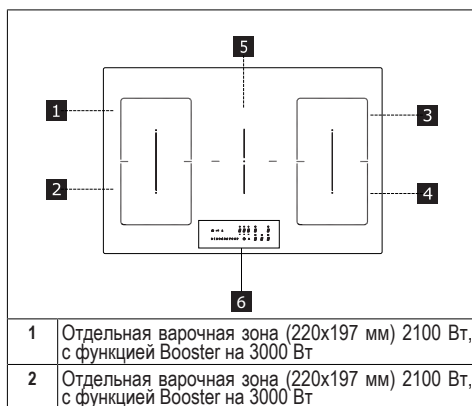 5
1
3
2
4
6
1 Отдельная варочная зона (220x197 мм) 2100 Вт,
с функцией Booster на 3000 Вт
2 Отдельная варочная зона (220x197 мм) 2100 Вт,
с функцией Booster на 3000 Вт